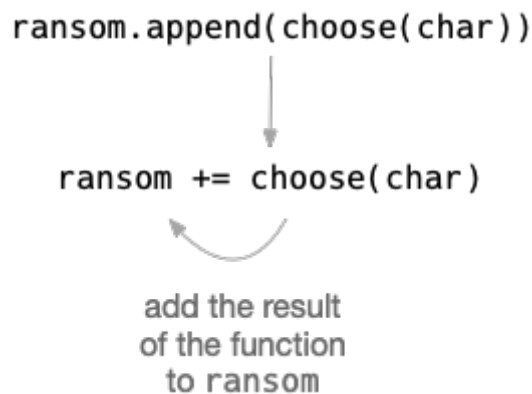 ransom.append(choose(char))
ransom += choose(char)
add the result
of the function
to ransom